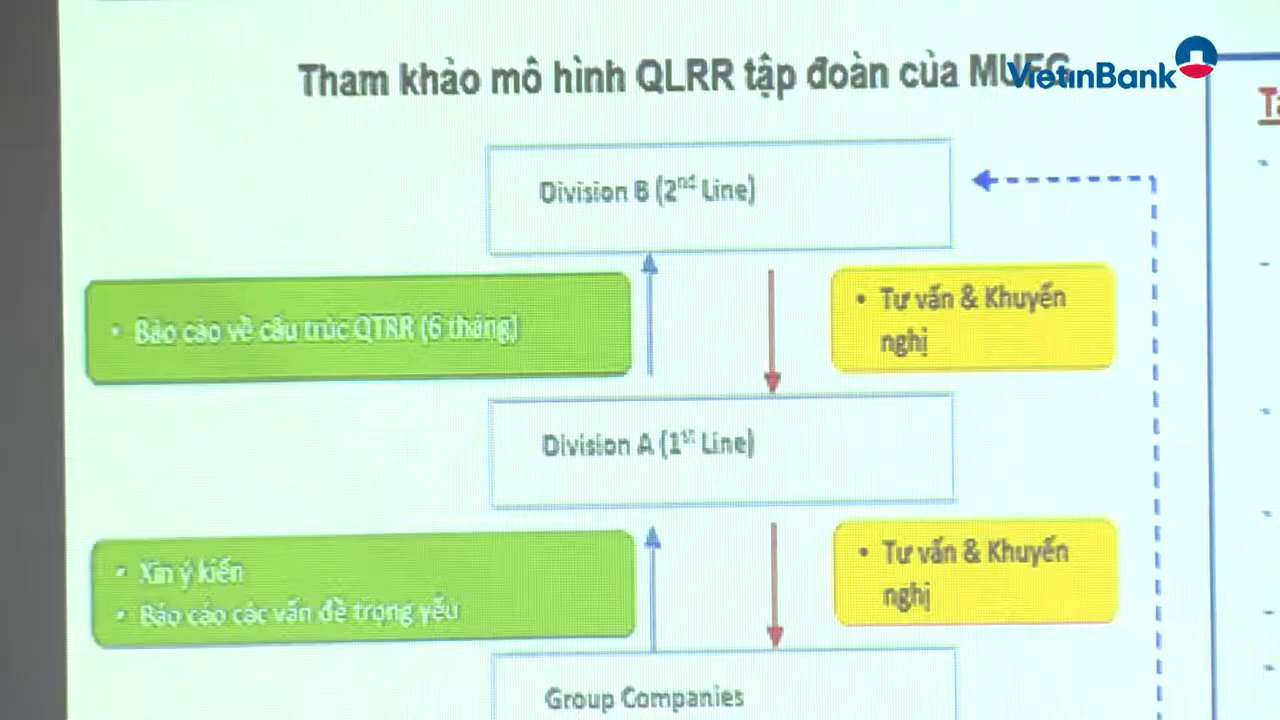 Tham khảo mô hình QLRR tập đoàn của MUFG
VietinBank
Division B (2nd Line)
• Báo cáo về cấu trúc QTRR (6 tháng)
• Tư vấn & Khuyến
nghị
Division A (1st Line)
• Xin ý kiến
• Báo cáo các vấn đề trọng yếu
• Tư vấn & Khuyến
nghị
Group Companies